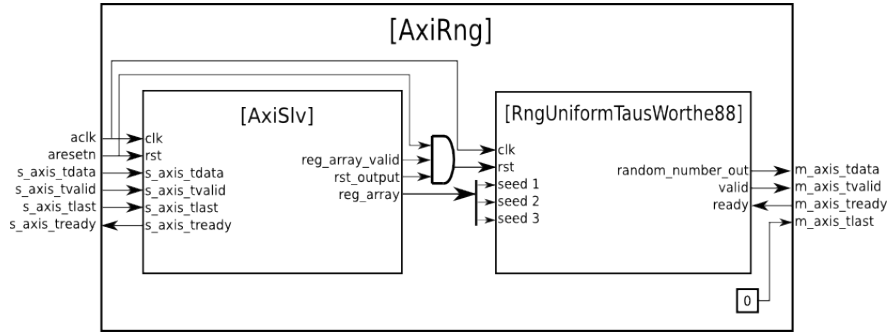 [AxiRng]
aclk
aresetn
s_axis_tdata
s_axis_tvalid
s_axis_tlast
s_axis_tready
[AxiSlv]
clk
rst
s_axis_tdata
s_axis_tvalid
s_axis_tlast
s_axis_tready
reg_array_valid
rst_output
reg_array
[RngUniformTausWorthe88]
clk
rst
seed 1
seed 2
seed 3
random_number_out
valid
ready
m_axis_tdata
m_axis_tvalid
m_axis_tready
m_axis_tlast
0